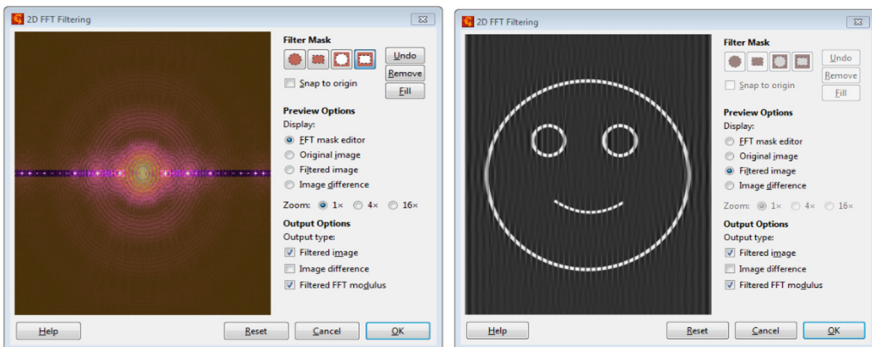 2D FFT Filtering
Filter Mask
Undo
Remove
Snap to origin
Fill
Preview Options
Display:
FFT mask editor
Original image
Filtered image
Image difference
Zoom: 1× 4× 16×
Output Options
Output type:
Filtered image
Image difference
Filtered FFT modulus
Help Reset Cancel OK
2D FFT Filtering
Filter Mask
Undo
Remove
Snap to origin
Fill
Preview Options
Display:
FFT mask editor
Original image
Filtered image
Image difference
Zoom: 1× 4× 16×
Output Options
Output type:
Filtered image
Image difference
Filtered FFT modulus
Help Reset Cancel OK